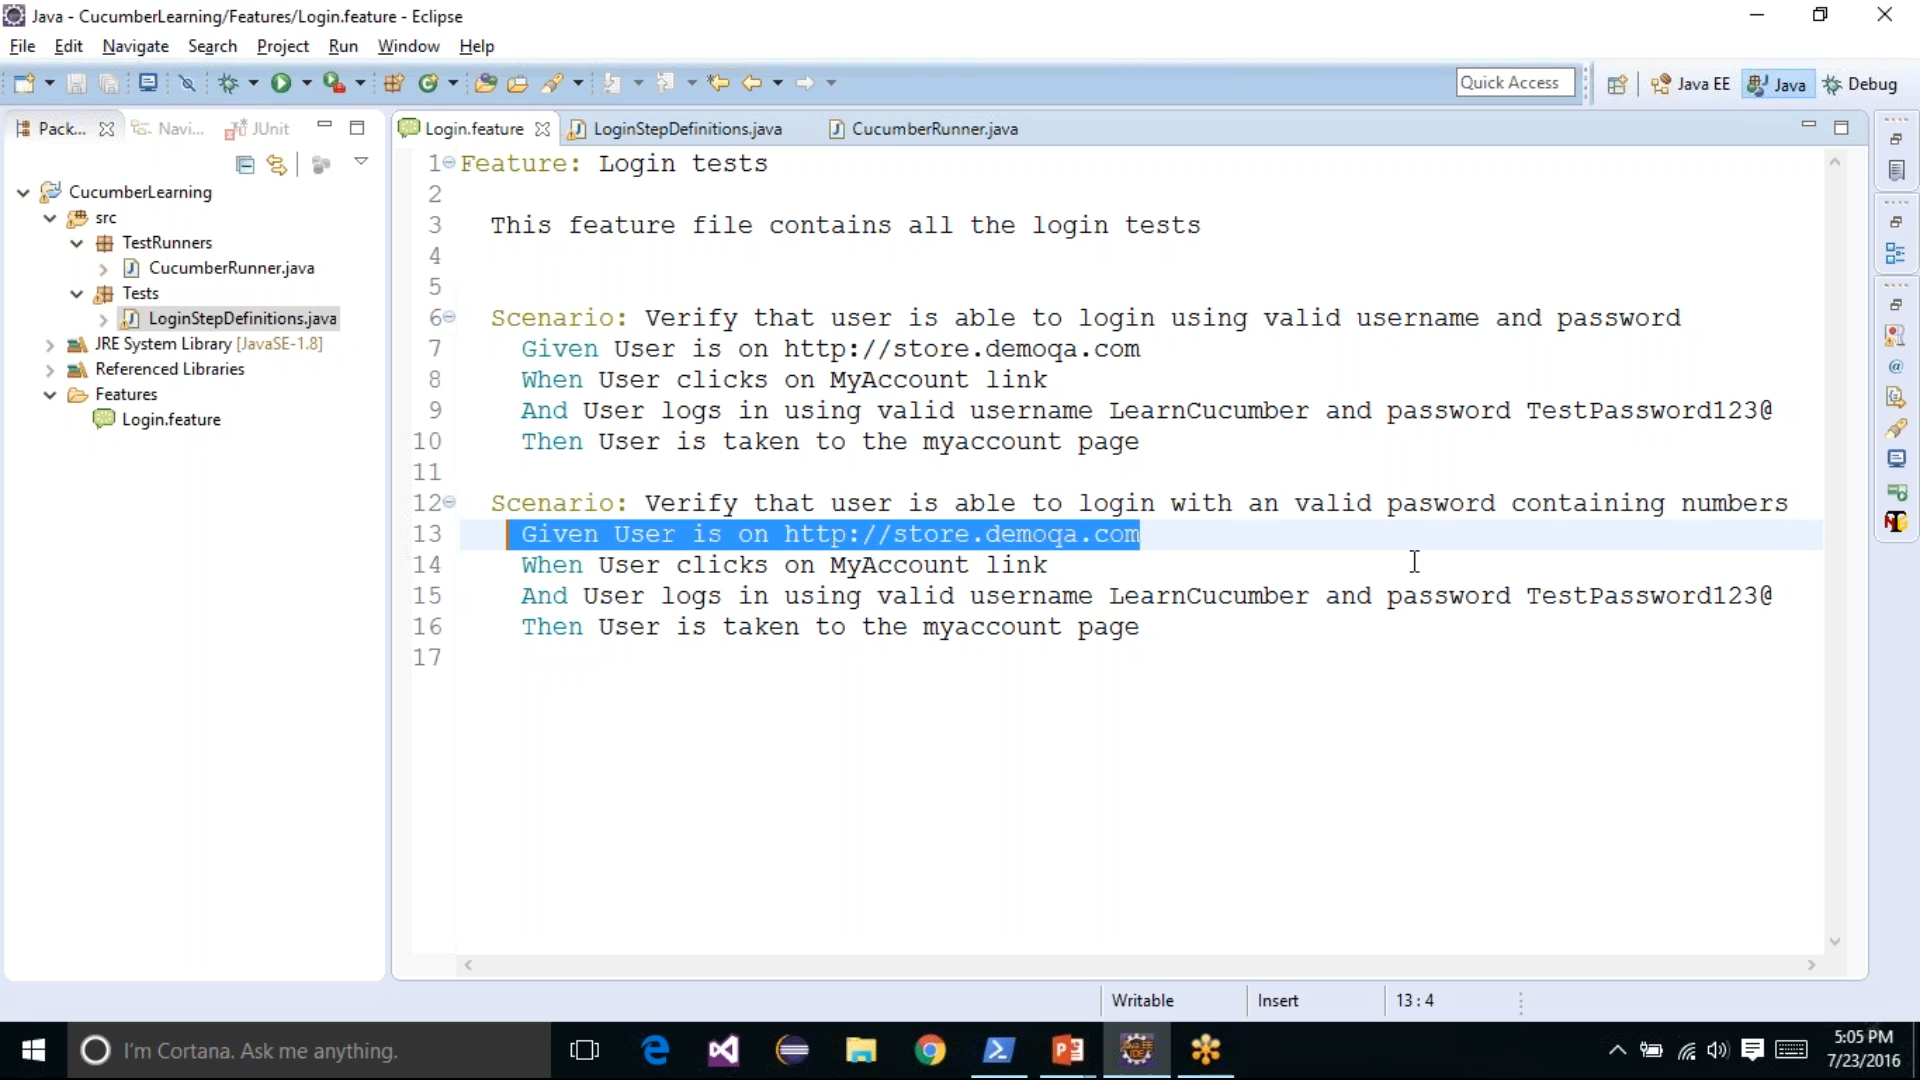 Java - CucumberLearning/Features/Login.feature - Eclipse
File Edit Navigate Search Project Run Window Help
Quick Access Java EE Java Debug
Pack... Navi... JUnit
Login.feature LoginStepDefinitions.java CucumberRunner.java
CucumberLearning
src
TestRunners
CucumberRunner.java
Tests
LoginStepDefinitions.java
JRE System Library [JavaSE-1.8]
Referenced Libraries
Features
Login.feature
1 Feature: Login tests
2
3 This feature file contains all the login tests
4
5
6 Scenario: Verify that user is able to login using valid username and password
7 Given User is on http://store.demoqa.com
8 When User clicks on MyAccount link
9 And User logs in using valid username LearnCucumber and password TestPassword123@
10 Then User is taken to the myaccount page
11
12 Scenario: Verify that user is able to login with an valid pasword containing numbers
13 Given User is on http://store.demoqa.com
14 When User clicks on MyAccount link
15 And User logs in using valid username LearnCucumber and password TestPassword123@
16 Then User is taken to the myaccount page
17
Writable Insert 13 : 4
I'm Cortana. Ask me anything.
5:05 PM
7/23/2016